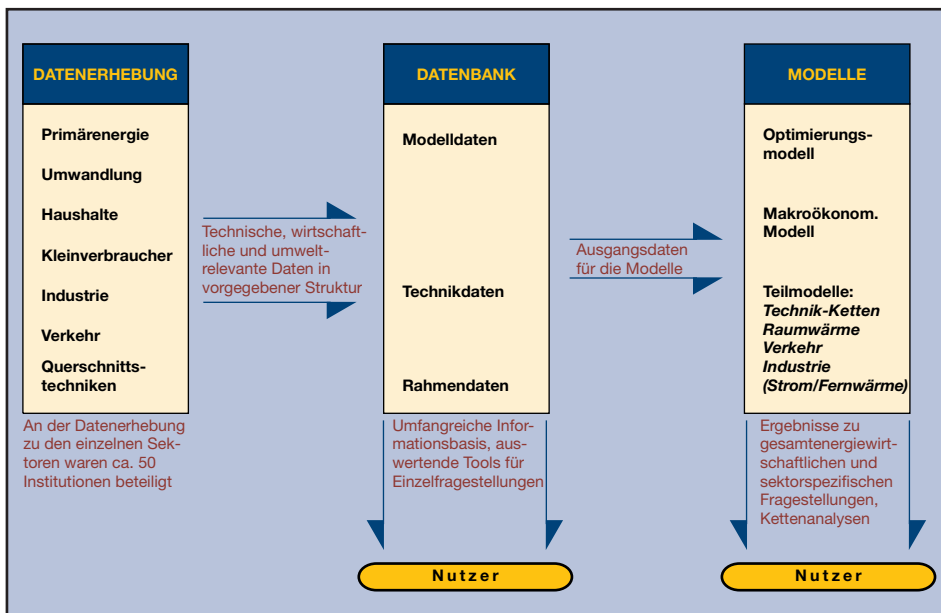 DATENERHEBUNG
Primärenergie
Umwandlung
Haushalte
Kleinverbraucher
Industrie
Verkehr
Querschnitts-
techniken
An der Datenerhebung
zu den einzelnen Sek-
toren waren ca. 50
Institutionen beteiligt
Technische, wirtschaft-
liche und umwelt-
relevante Daten in
vorgegebener Struktur
DATENBANK
Modelldaten
Technikdaten
Rahmendaten
Umfangreiche Infor-
mationsbasis, aus-
wertende Tools für
Einzelfragestellungen
Nutzer
Ausgangsdaten
für die Modelle
MODELLE
Optimierungs-
modell
Makroökonom.
Modell
Teilmodelle:
Technik-Ketten
Raumwärme
Verkehr
Industrie
(Strom/Fernwärme)
Ergebnisse zu
gesamtenergiewirt-
schaftlichen und
sektorspezifischen
Fragestellungen,
Kettenanalysen
Nutzer